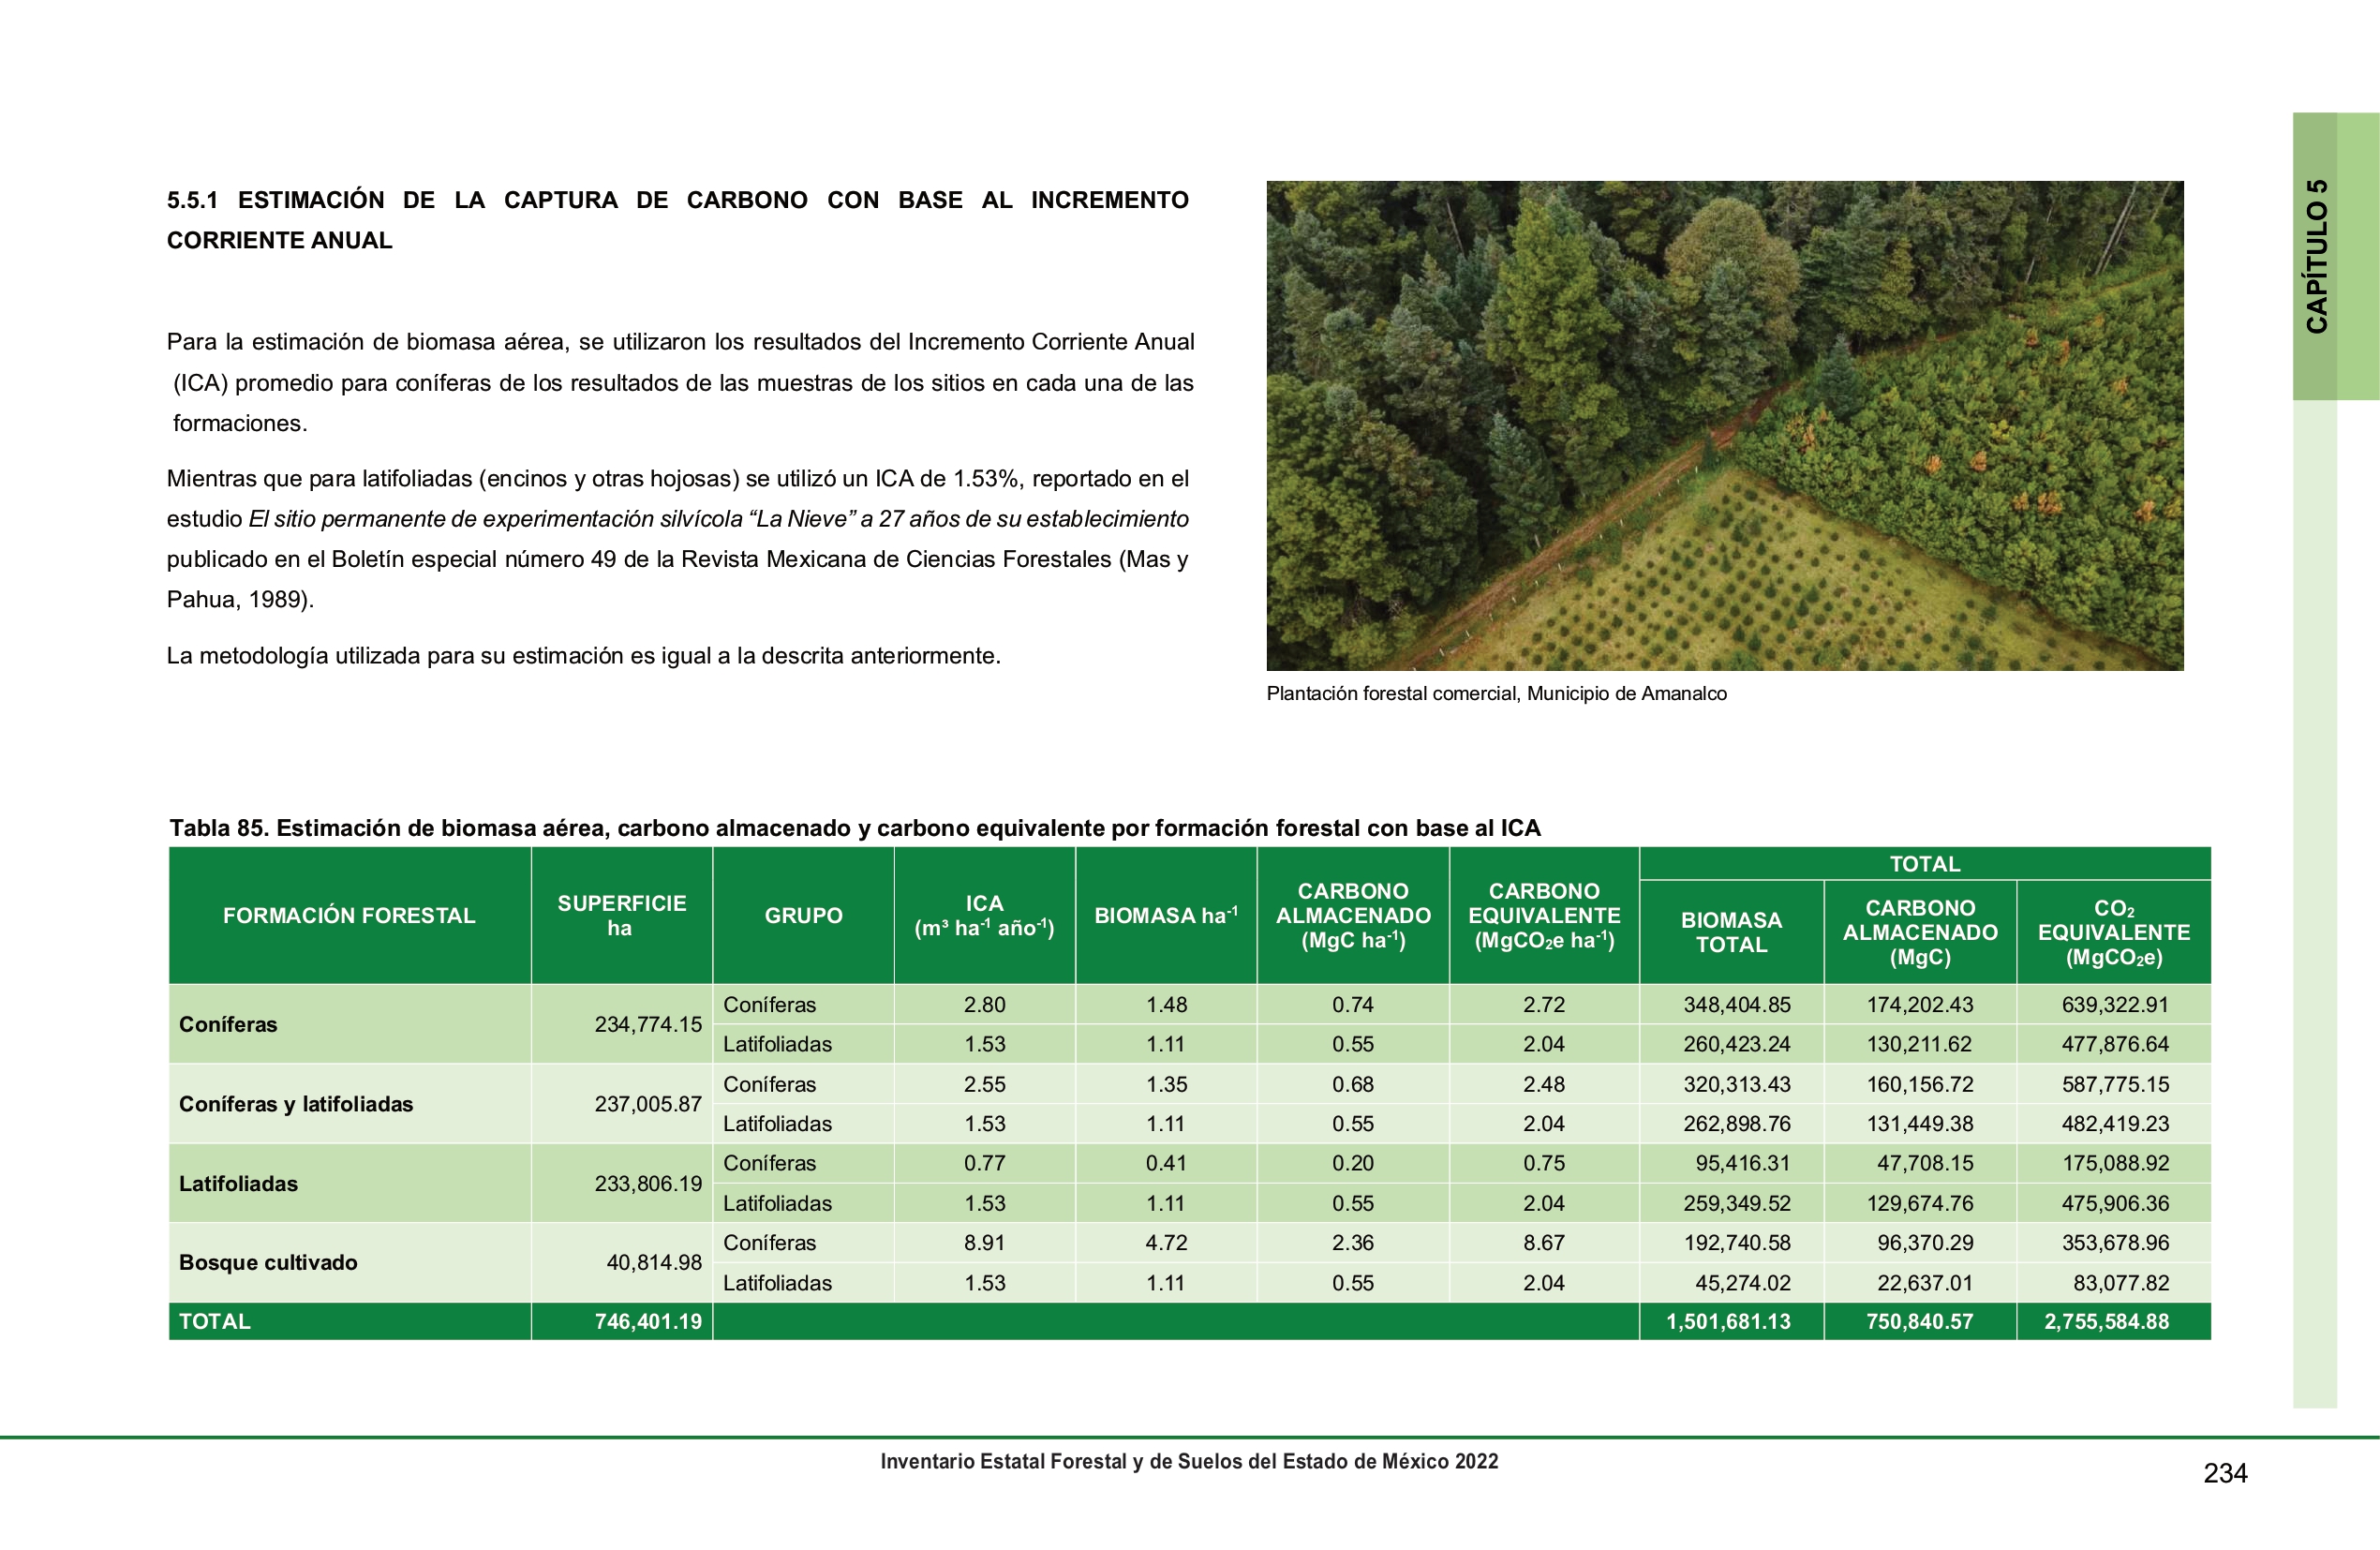 5.5.1 ESTIMACIÓN DE LA CAPTURA DE CARBONO CON BASE AL INCREMENTO
CORRIENTE ANUAL
Para la estimación de biomasa aérea, se utilizaron los resultados del Incremento Corriente Anual
(ICA) promedio para coníferas de los resultados de las muestras de los sitios en cada una de las
formaciones.
Mientras que para latifoliadas (encinos y otras hojosas) se utilizó un ICA de 1.53%, reportado en el
estudio El sitio permanente de experimentación silvícola “La Nieve” a 27 años de su establecimiento
publicado en el Boletín especial número 49 de la Revista Mexicana de Ciencias Forestales (Mas y
Pahua, 1989).
La metodología utilizada para su estimación es igual a la descrita anteriormente.
Plantación forestal comercial, Municipio de Amanalco
CAPÍTULO 5
Tabla 85. Estimación de biomasa aérea, carbono almacenado y carbono equivalente por formación forestal con base al ICA
FORMACIÓN FORESTAL SUPERFICIE ha GRUPO ICA (m³ ha⁻¹ año⁻¹) BIOMASA ha⁻¹ CARBONO ALMACENADO (MgC ha⁻¹) CARBONO EQUIVALENTE (MgCO₂e ha⁻¹) TOTAL
BIOMASA TOTAL CARBONO ALMACENADO (MgC) CO₂ EQUIVALENTE (MgCO₂e)
Coníferas 234,774.15 Coníferas 2.80 1.48 0.74 2.72 348,404.85 174,202.43 639,322.91
Latifoliadas 1.53 1.11 0.55 2.04 260,423.24 130,211.62 477,876.64
Coníferas y latifoliadas 237,005.87 Coníferas 2.55 1.35 0.68 2.48 320,313.43 160,156.72 587,775.15
Latifoliadas 1.53 1.11 0.55 2.04 262,898.76 131,449.38 482,419.23
Latifoliadas 233,806.19 Coníferas 0.77 0.41 0.20 0.75 95,416.31 47,708.15 175,088.92
Latifoliadas 1.53 1.11 0.55 2.04 259,349.52 129,674.76 475,906.36
Bosque cultivado 40,814.98 Coníferas 8.91 4.72 2.36 8.67 192,740.58 96,370.29 353,678.96
Latifoliadas 1.53 1.11 0.55 2.04 45,274.02 22,637.01 83,077.82
TOTAL 746,401.19 1,501,681.13 750,840.57 2,755,584.88
Inventario Estatal Forestal y de Suelos del Estado de México 2022
234